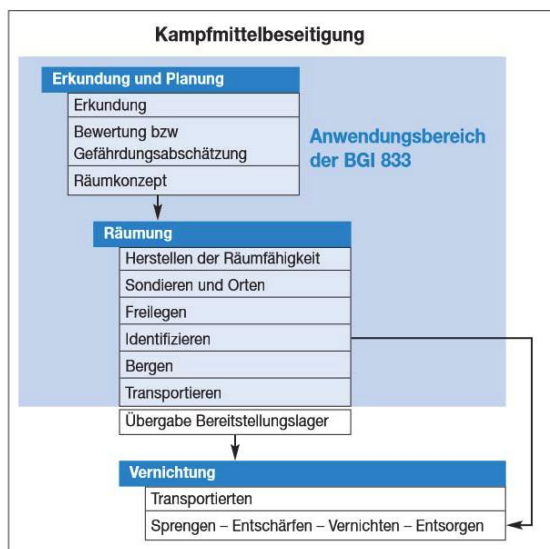 Kampfmittelbeseitigung
Erkundung und Planung
Erkundung
Bewertung bzw
Gefährdungsabschätzung
Räumkonzept
Anwendungsbereich
der BGI 833
Räumung
Herstellen der Räumfähigkeit
Sondieren und Orten
Freilegen
Identifizieren
Bergen
Transportieren
Übergabe Bereitstellungslager
Vernichtung
Transportierten
Sprengen – Entschärfen – Vernichten – Entsorgen